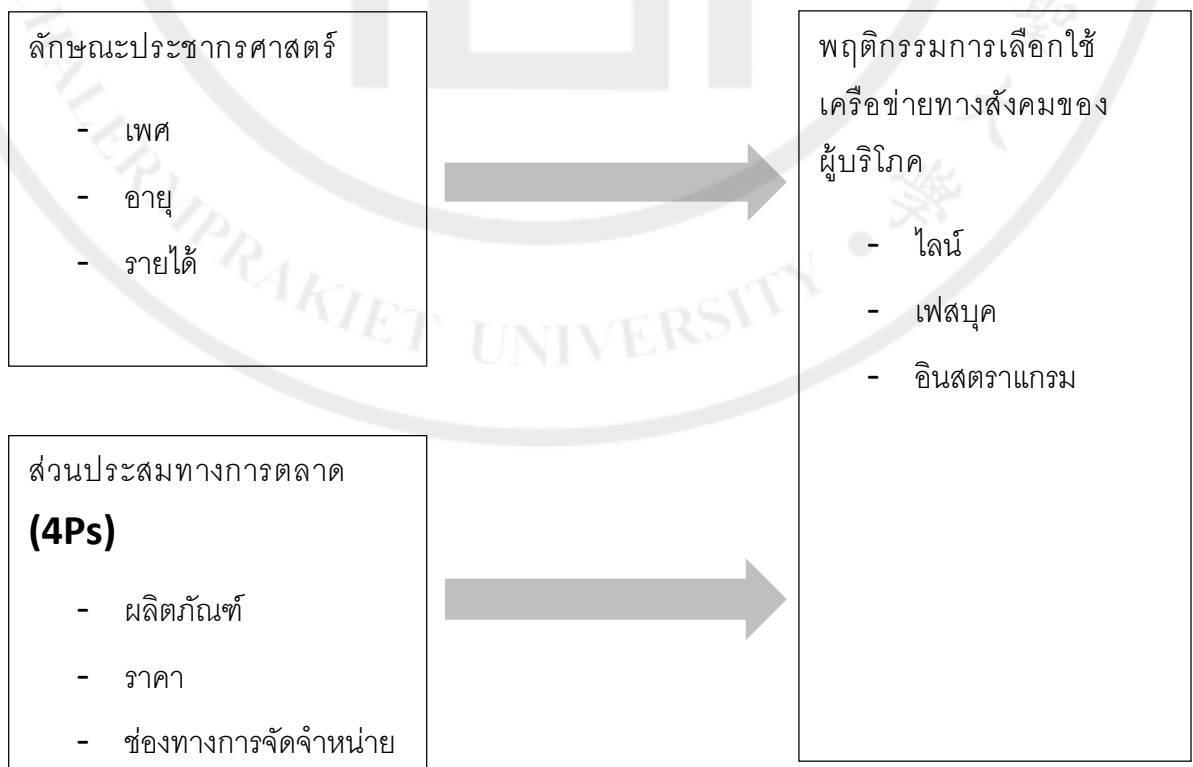 ลักษณะประชากรศาสตร์
- เพศ
- อายุ
- รายได้
ส่วนประสมทางการตลาด
(4Ps)
- ผลิตภัณฑ์
- ราคา
- ช่องทางการจัดจำหน่าย
พฤติกรรมการเลือกใช้
เครือข่ายทางสังคมของ
ผู้บริโภค
- ไลน์
- เฟสบุค
- อินสตราแกรม
CHALERMPRAKIET UNIVERSITY • 學